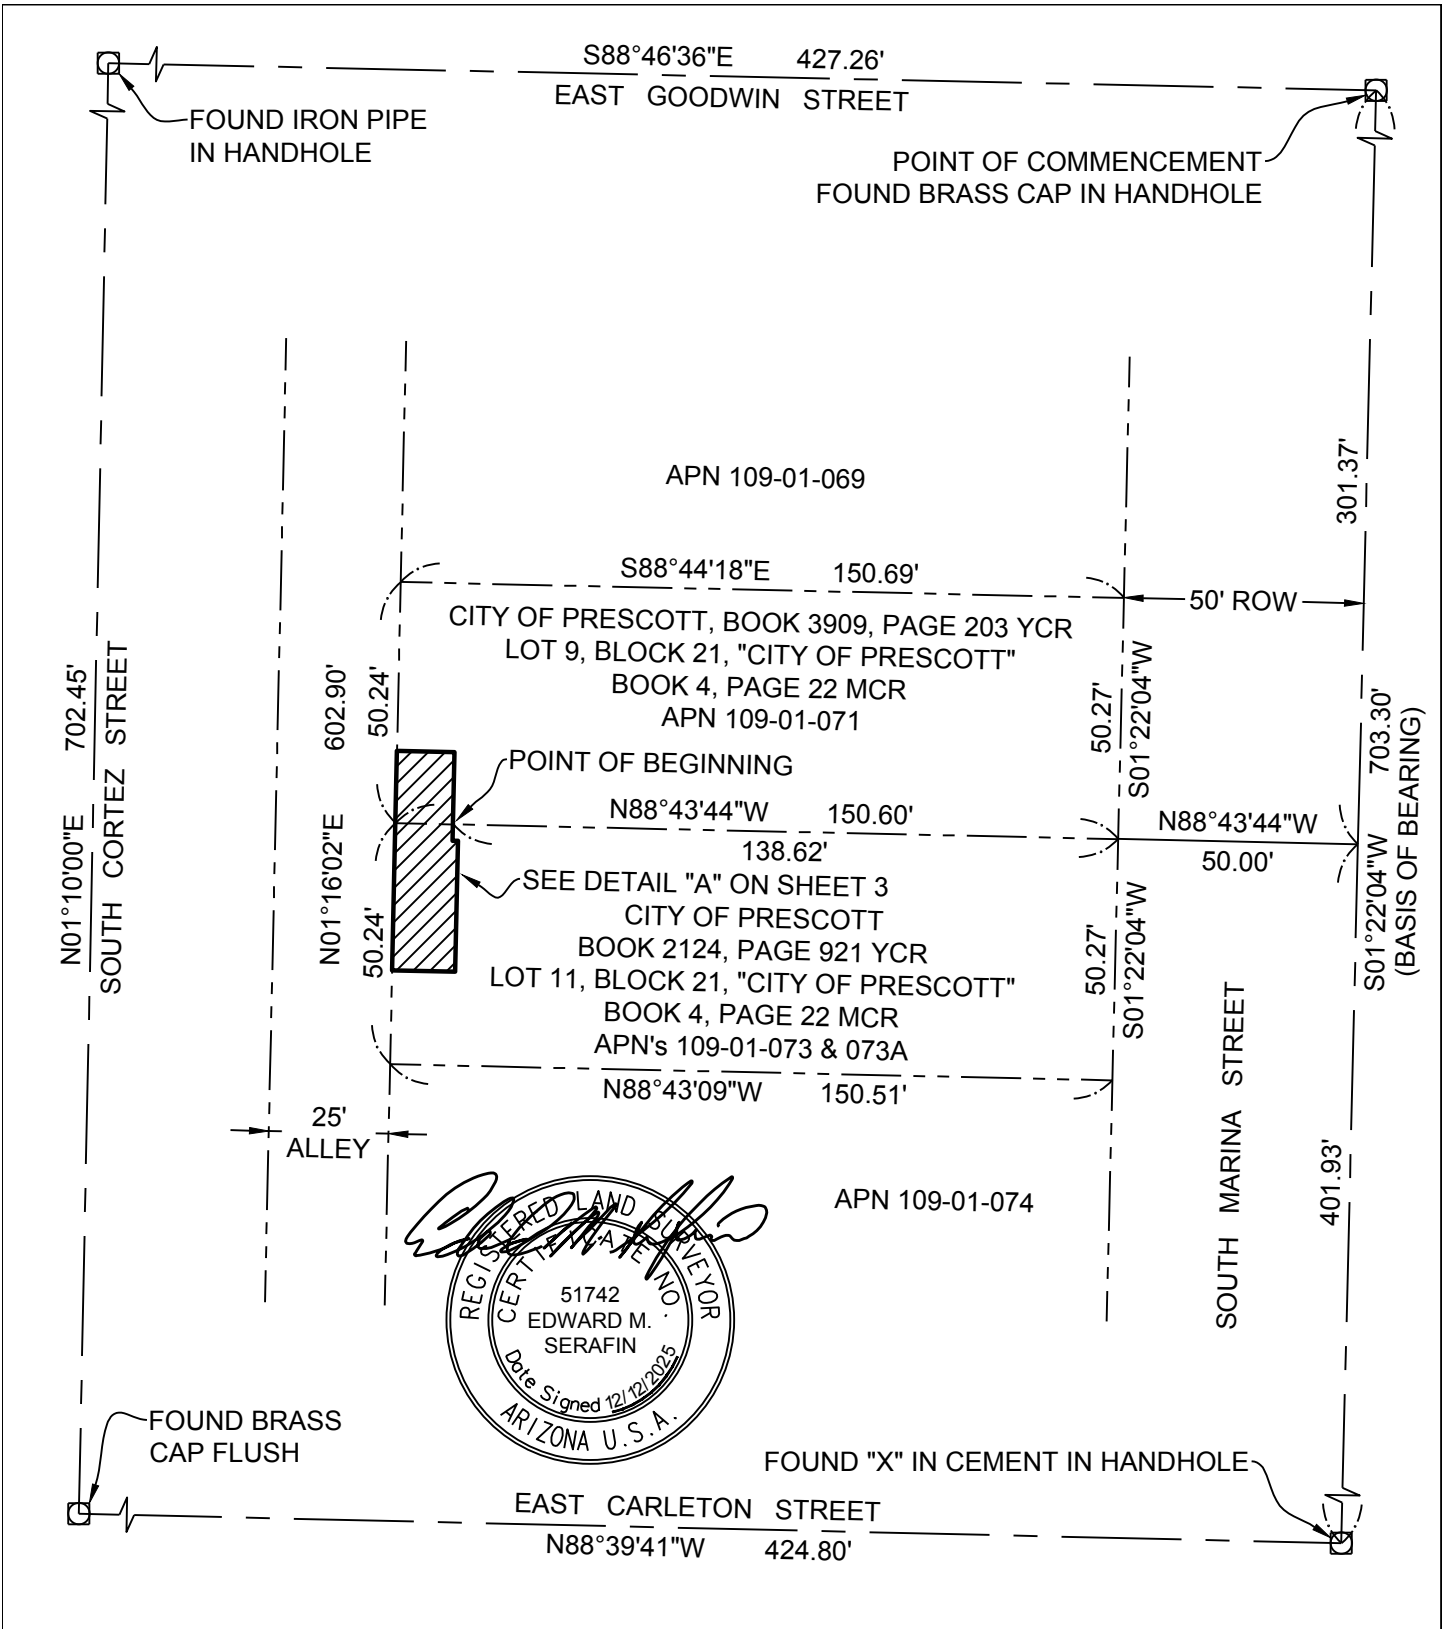 S88°46'36"E 427.26'
EAST GOODWIN STREET
FOUND IRON PIPE
IN HANDHOLE
POINT OF COMMENCEMENT
FOUND BRASS CAP IN HANDHOLE
APN 109-01-069
301.37'
S88°44'18"E 150.69'
50' ROW
CITY OF PRESCOTT, BOOK 3909, PAGE 203 YCR
LOT 9, BLOCK 21, "CITY OF PRESCOTT"
BOOK 4, PAGE 22 MCR
APN 109-01-071
N01°10'00"E 702.45'
SOUTH CORTEZ STREET
N01°16'02"E 602.90'
50.24'
50.24'
50.27'
S01°22'04"W
POINT OF BEGINNING
N88°43'44"W 150.60'
138.62'
N88°43'44"W
50.00'
S01°22'04"W 703.30'
(BASIS OF BEARING)
SEE DETAIL "A" ON SHEET 3
CITY OF PRESCOTT
BOOK 2124, PAGE 921 YCR
LOT 11, BLOCK 21, "CITY OF PRESCOTT"
BOOK 4, PAGE 22 MCR
APN's 109-01-073 & 073A
50.27'
S01°22'04"W
N88°43'09"W 150.51'
25'
ALLEY
SOUTH MARINA STREET
401.93'
APN 109-01-074
REGISTERED LAND SURVEYOR
CERTIFICATE NO.
51742
EDWARD M.
SERAFIN
Date Signed 12/12/2025
ARIZONA U.S.A.
FOUND BRASS
CAP FLUSH
FOUND "X" IN CEMENT IN HANDHOLE
EAST CARLETON STREET
N88°39'41"W 424.80'